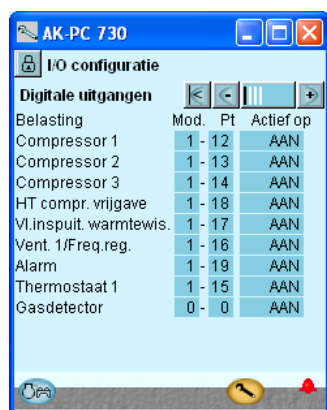 AK-PC 730
I/O configuratie
Digitale uitgangen
Belasting Mod. Pt Actief op
Compressor 1 1 - 12 AAN
Compressor 2 1 - 13 AAN
Compressor 3 1 - 14 AAN
HT compr. vrijgave 1 - 18 AAN
Vl.inspuit. warmtewis. 1 - 17 AAN
Vent. 1/Freq.reg. 1 - 16 AAN
Alarm 1 - 19 AAN
Thermostaat 1 1 - 15 AAN
Gasdetector 0 - 0 AAN